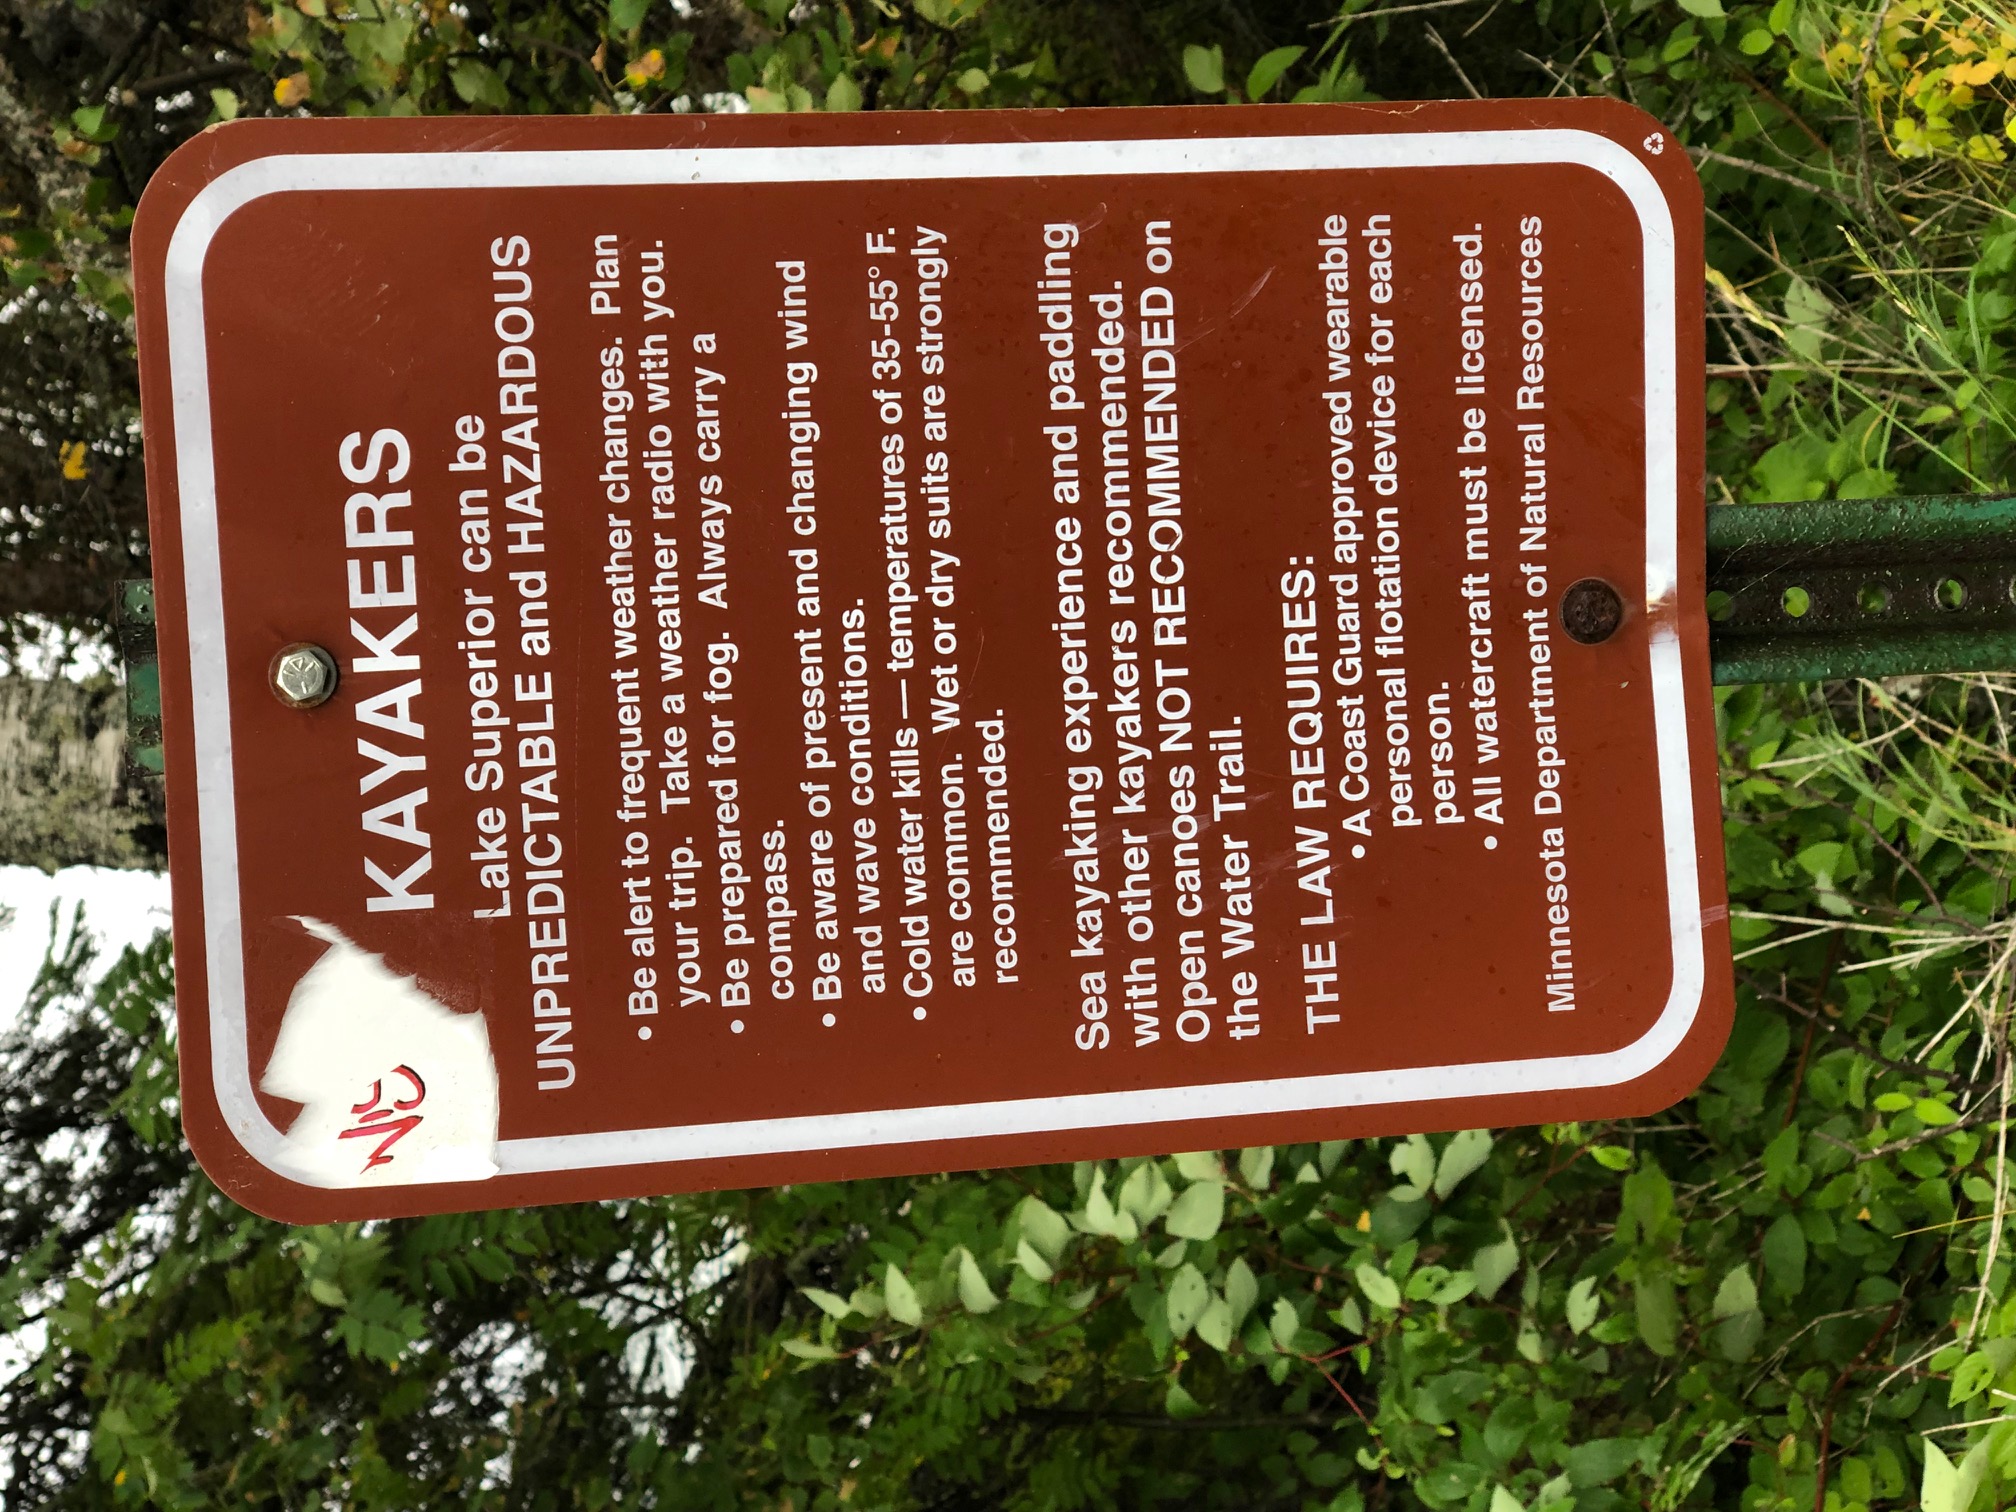 KAYAKERS
Lake Superior can be
UNPREDICTABLE and HAZARDOUS
• Be alert to frequent weather changes. Plan
your trip. Take a weather radio with you.
• Be prepared for fog. Always carry a
compass.
• Be aware of present and changing wind
and wave conditions.
• Cold water kills — temperatures of 35-55° F.
are common. Wet or dry suits are strongly
recommended.
Sea kayaking experience and paddling
with other kayakers recommended.
Open canoes NOT RECOMMENDED on
the Water Trail.
THE LAW REQUIRES:
• A Coast Guard approved wearable
personal flotation device for each
person.
• All watercraft must be licensed.
Minnesota Department of Natural Resources